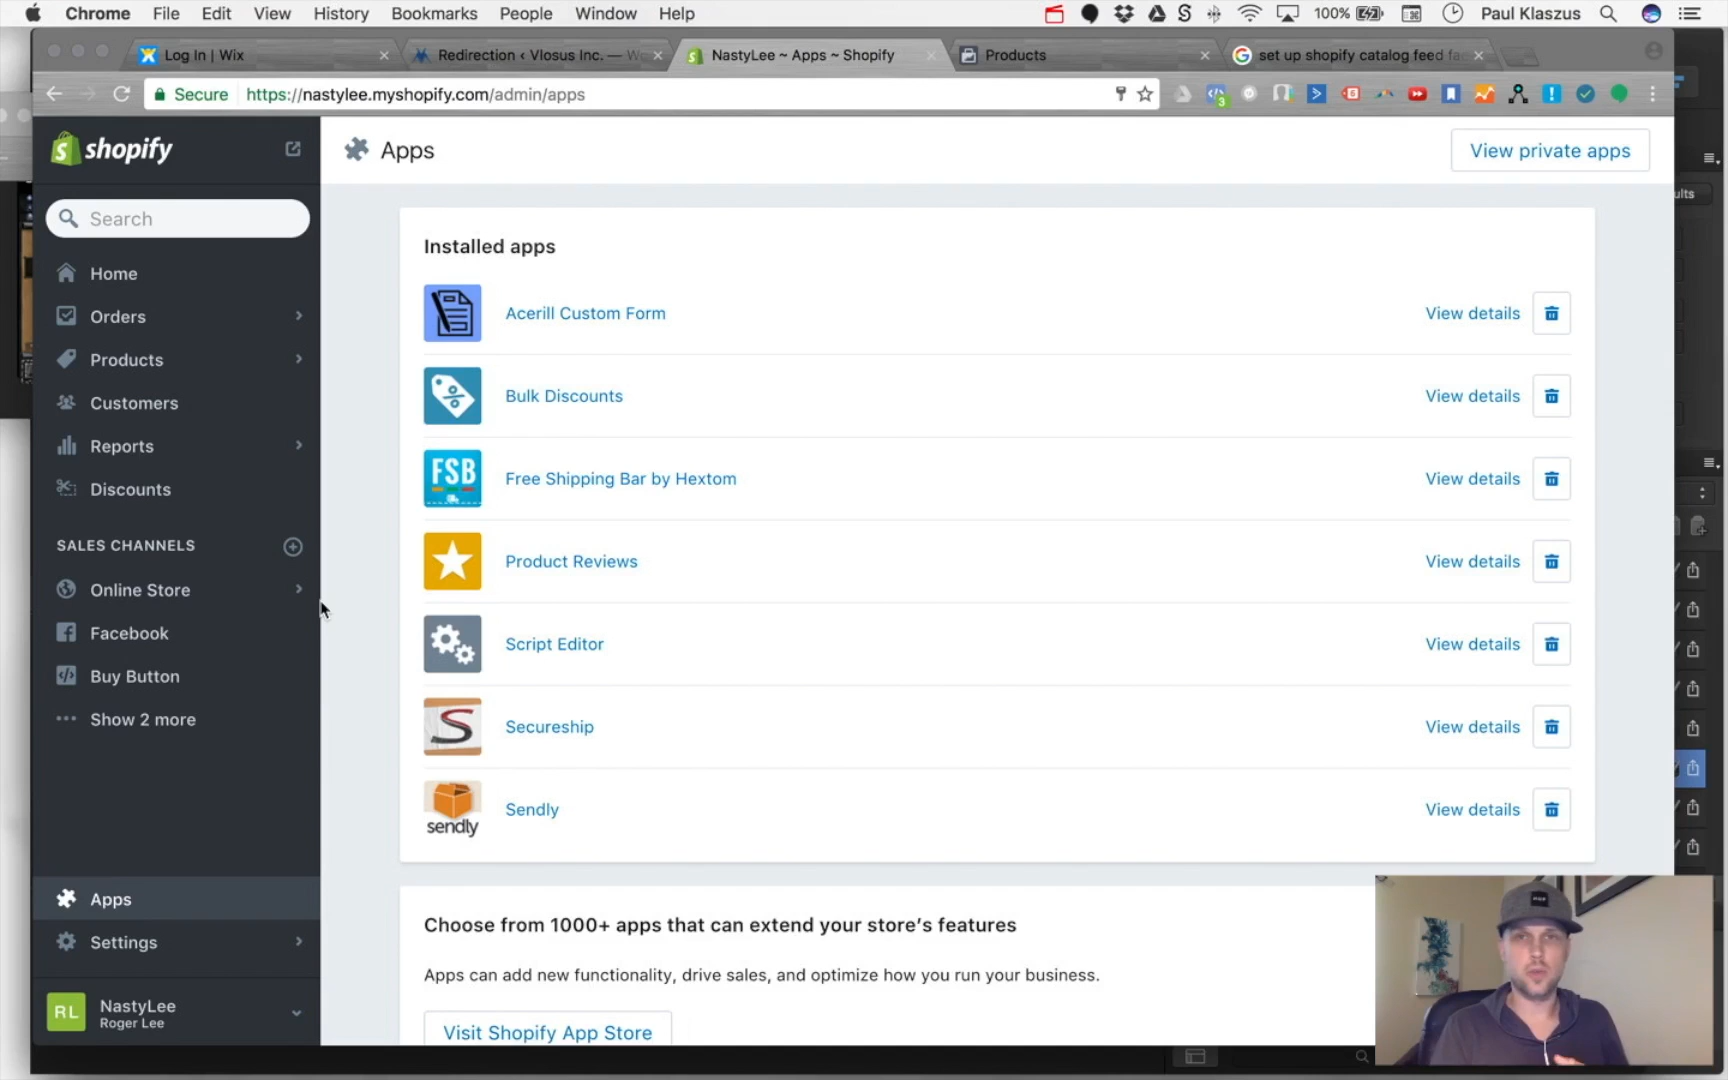 Chrome File Edit View History Bookmarks People Window Help 100% Paul Klaszus
Log In | Wix
Redirection ‹ Vlosus Inc. —
NastyLee ~ Apps ~ Shopify
Products
set up shopify catalog feed
Secure https://nastylee.myshopify.com/admin/apps
3
shopify
Apps
View private apps
Search
Home
Orders
Products
Customers
Reports
Discounts
SALES CHANNELS
Online Store
Facebook
Buy Button
Show 2 more
Apps
Settings
RL
NastyLee
Roger Lee
Installed apps
Acerill Custom Form View details
Bulk Discounts View details
FSB
Free Shipping Bar by Hextom View details
Product Reviews View details
Script Editor View details
S
Secureship View details
sendly
Sendly View details
Choose from 1000+ apps that can extend your store's features
Apps can add new functionality, drive sales, and optimize how you run your business.
Visit Shopify App Store